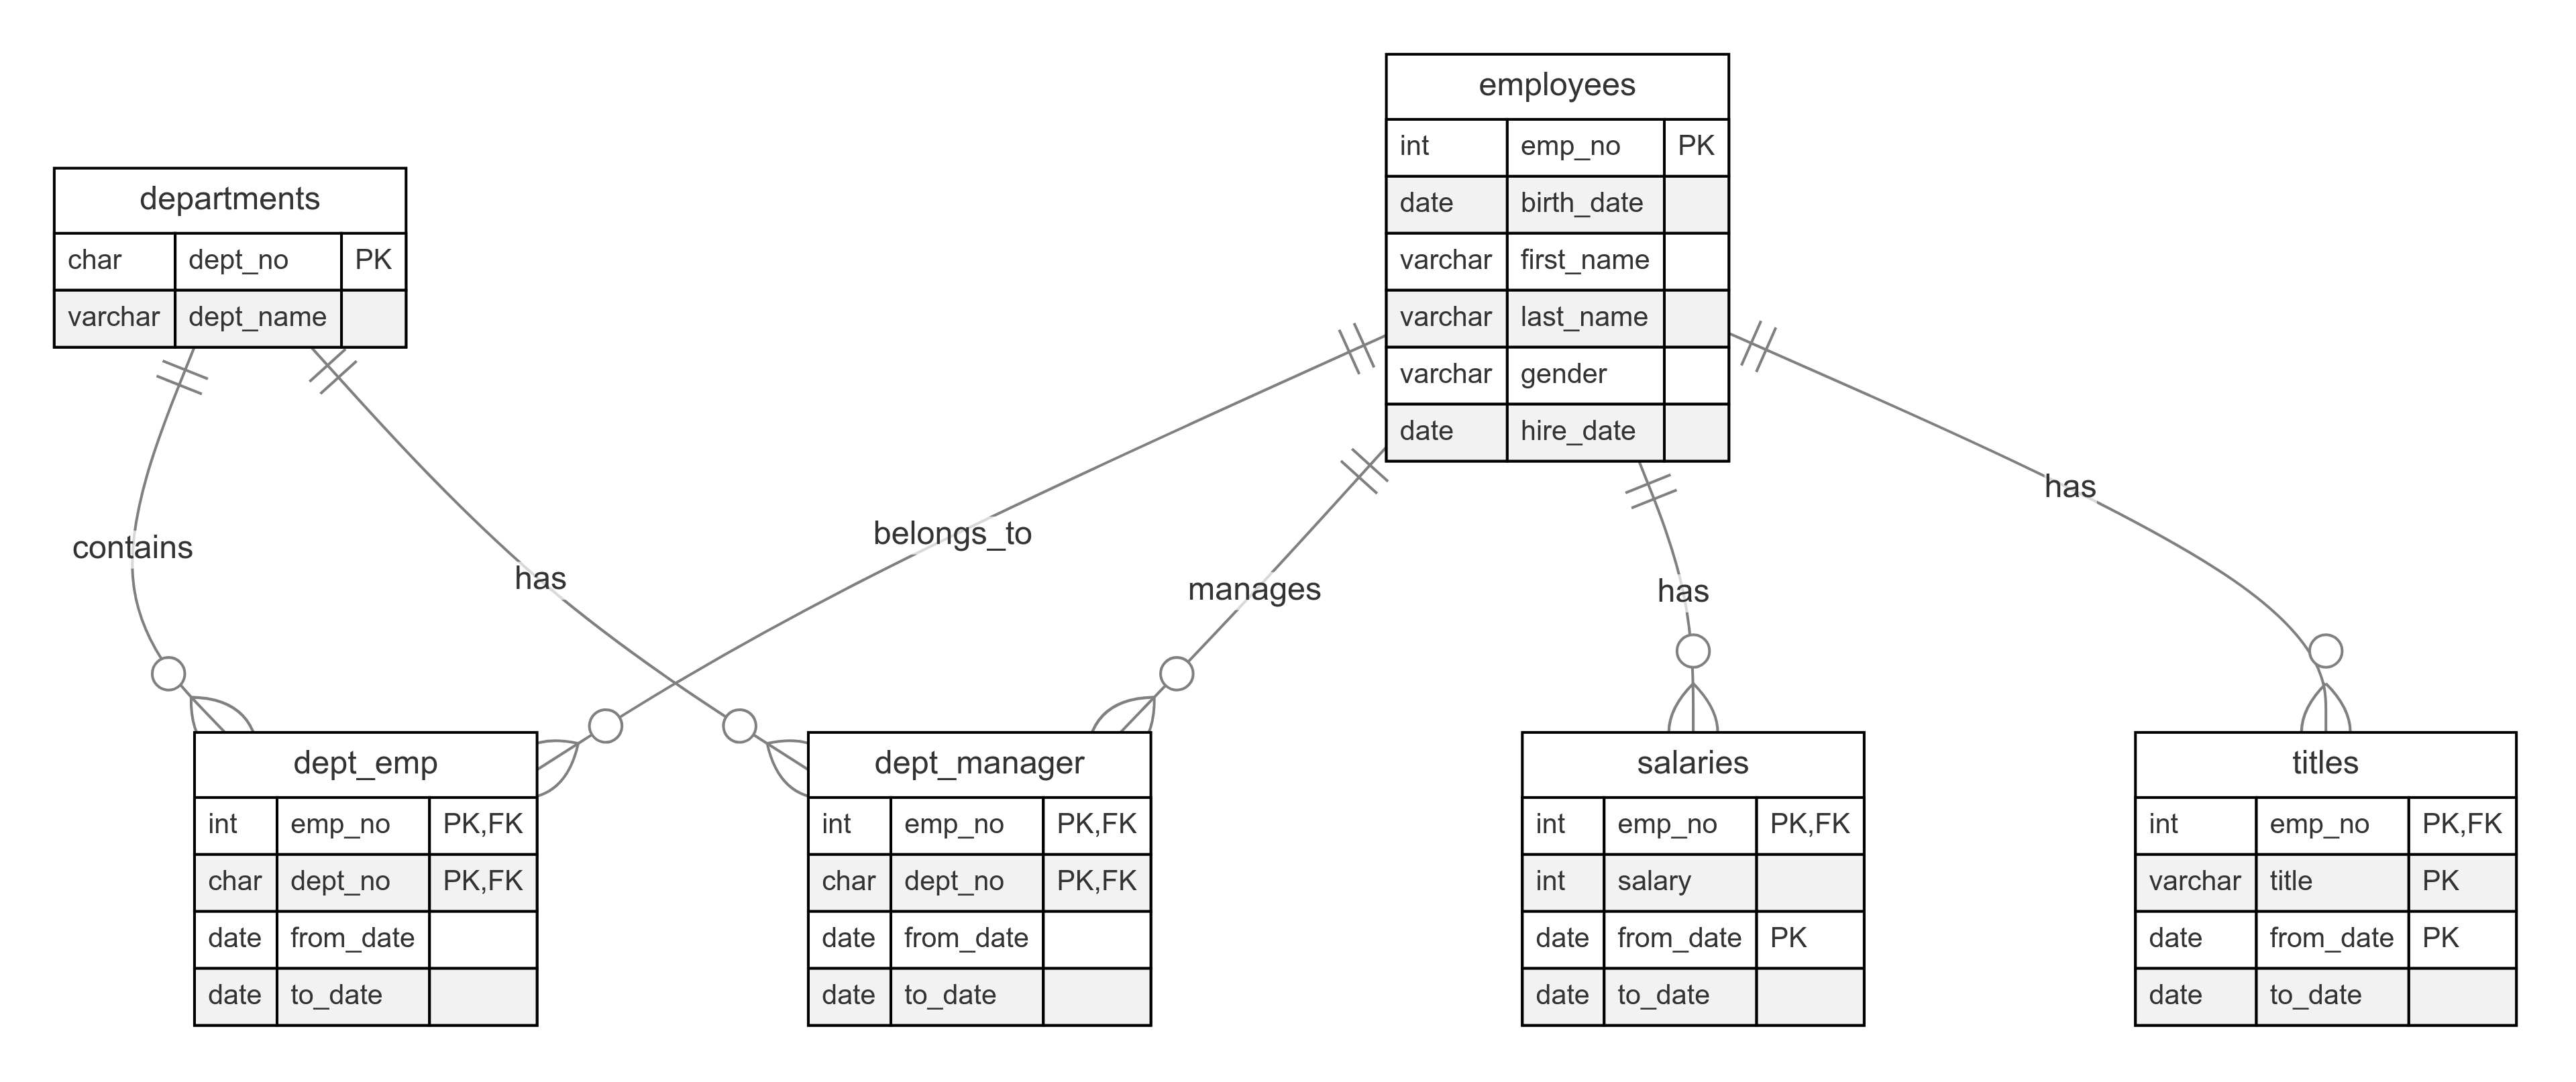 employees
int emp_no PK
date birth_date
varchar first_name
varchar last_name
varchar gender
date hire_date
departments
char dept_no PK
varchar dept_name
contains
has
belongs_to
manages
has
has
dept_emp
int emp_no PK,FK
char dept_no PK,FK
date from_date
date to_date
dept_manager
int emp_no PK,FK
char dept_no PK,FK
date from_date
date to_date
salaries
int emp_no PK,FK
int salary
date from_date PK
date to_date
titles
int emp_no PK,FK
varchar title PK
date from_date PK
date to_date